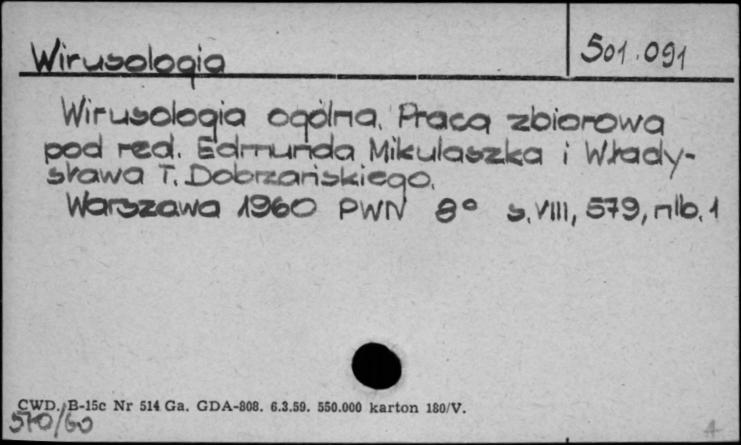 Wirusologia
501.091
Wirusologia ogólna. Praca zbiorowa
pod red. Edmunda Mikulaszka i Włady-
sława T. Dobrzańskiego.
Warszawa 1960 PWN 8° s. VIII, 579, nlb. 1
CWD. B-15c Nr 514 Ga. GDA-808. 6.3.59. 550.000 karton 180/V.
510/60